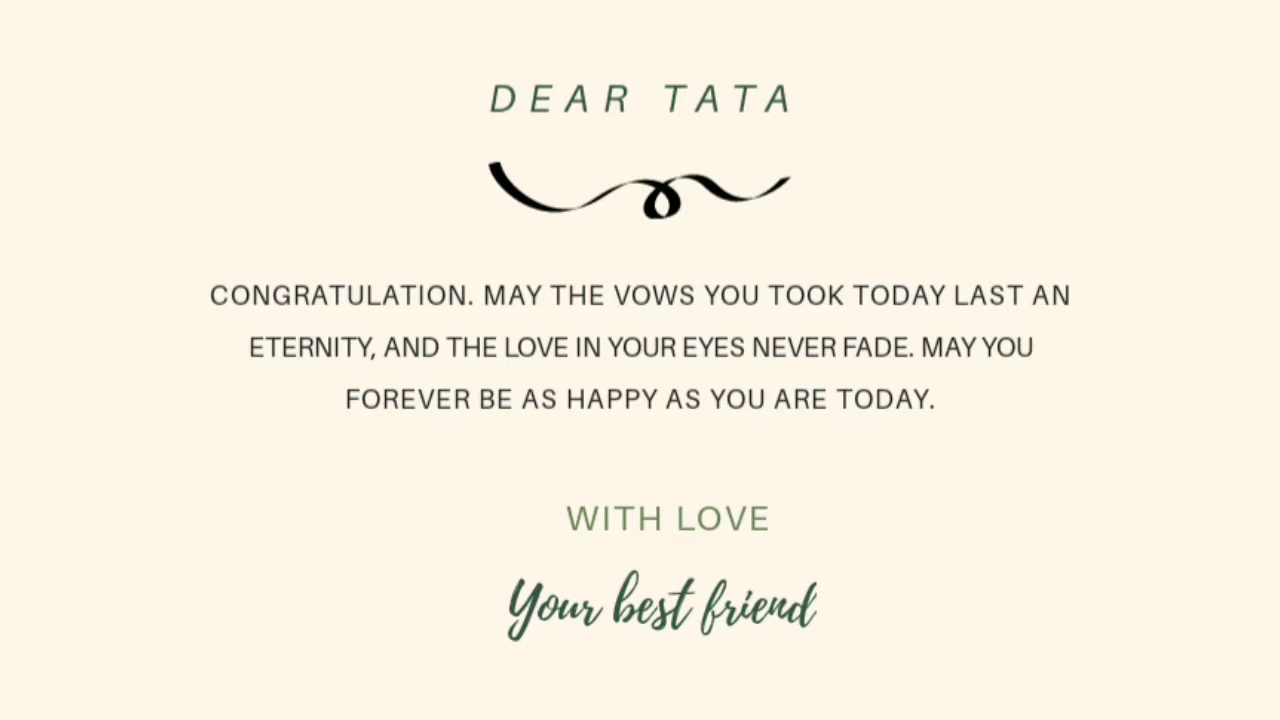 DEAR TATA
CONGRATULATION. MAY THE VOWS YOU TOOK TODAY LAST AN
ETERNITY, AND THE LOVE IN YOUR EYES NEVER FADE. MAY YOU
FOREVER BE AS HAPPY AS YOU ARE TODAY.
WITH LOVE
Your best friend